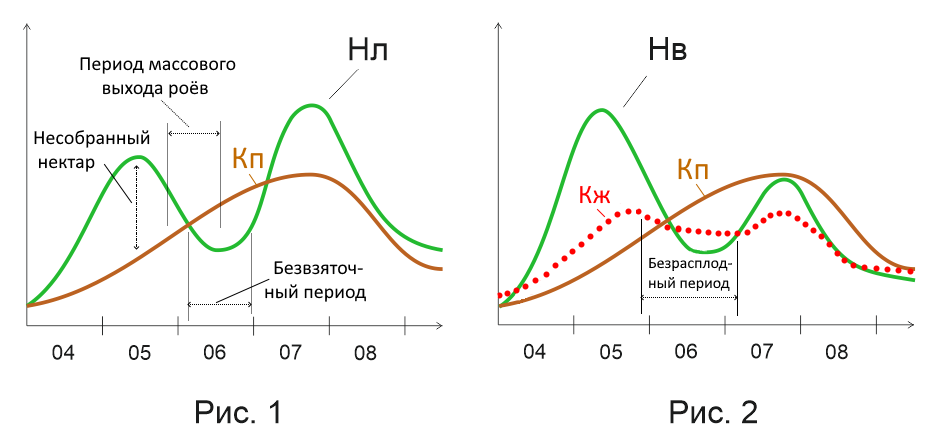 Нл
Период массового
выхода роёв
Несобранный
нектар
Кп
Безвзяточ-
ный период
04 05 06 07 08
Рис. 1
Нв
Кп
Кж
Безрасплод-
ный период
04 05 06 07 08
Рис. 2